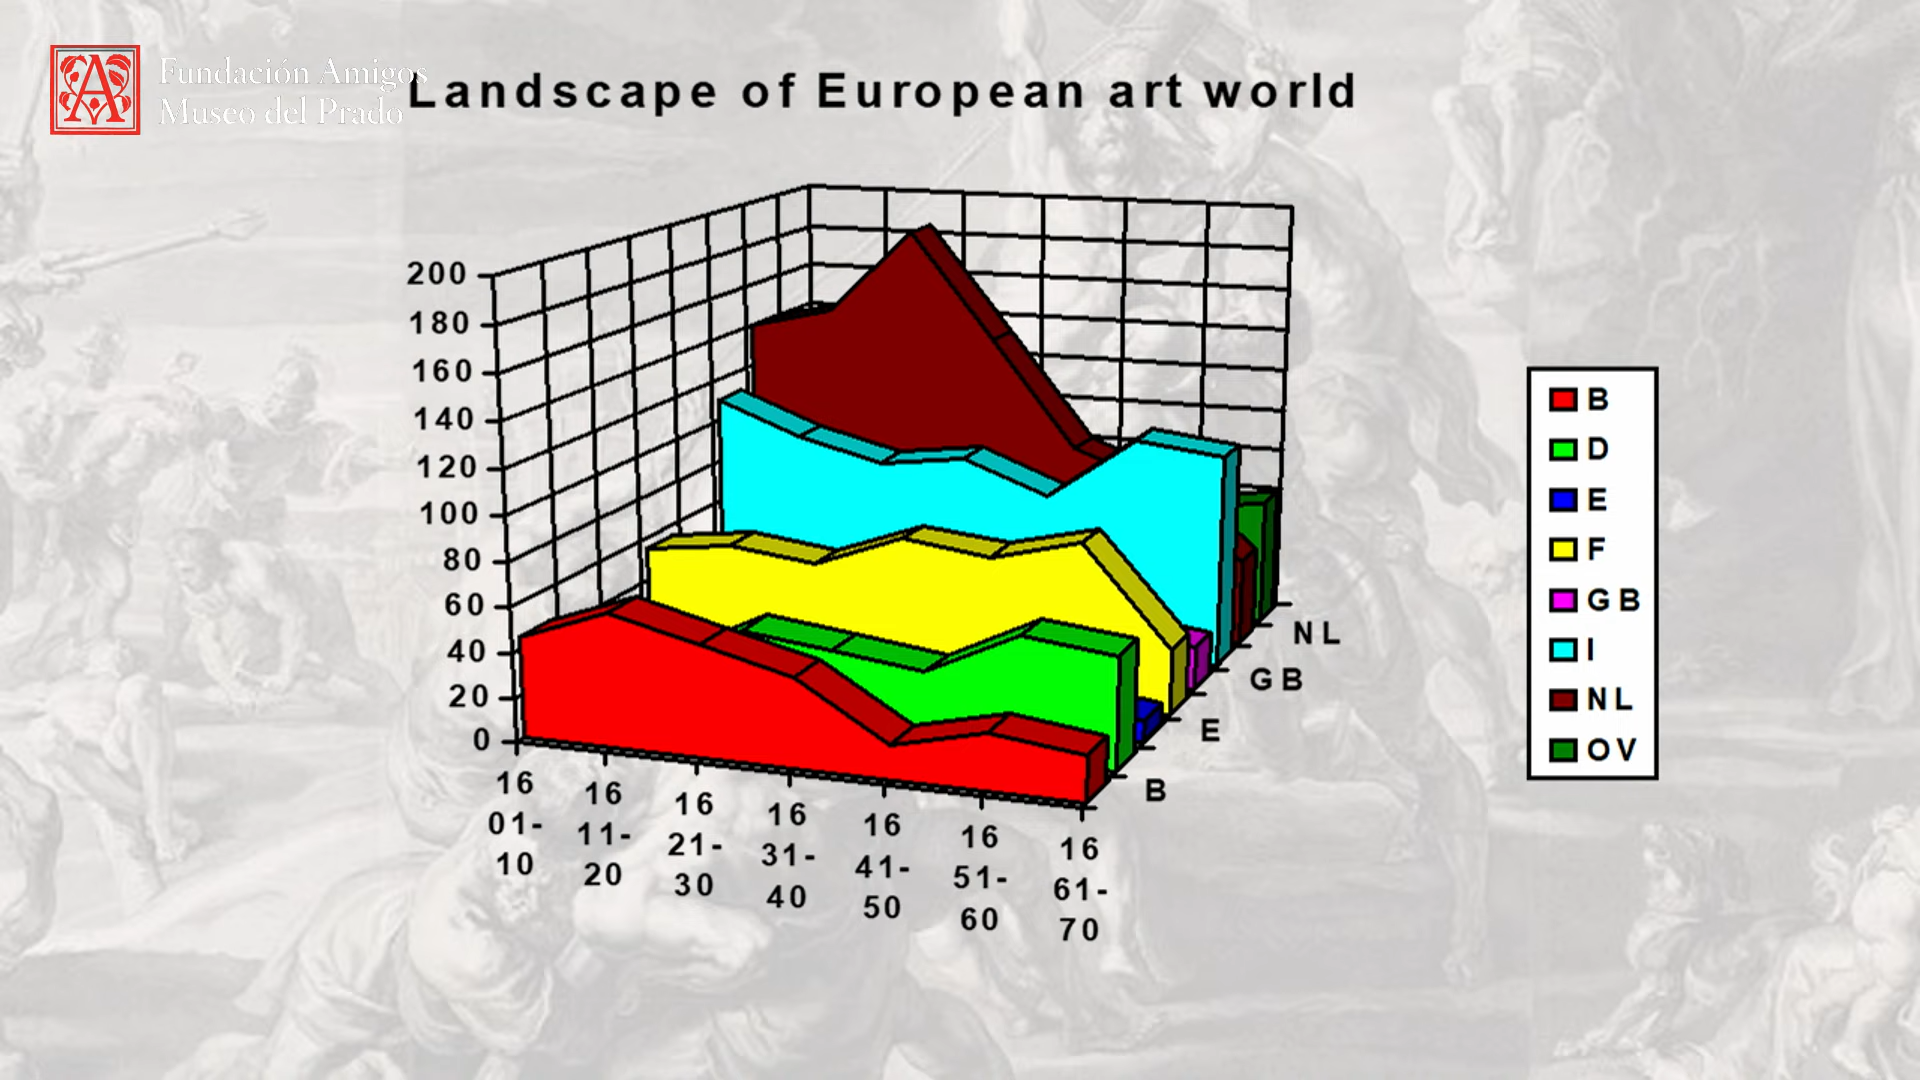 Fundación Amigos
Museo del Prado
Landscape of European art world
200
180
160
140
120
100
80
60
40
20
0
16
01-
10
16
11-
20
16
21-
30
16
31-
40
16
41-
50
16
51-
60
16
61-
70
B
E
GB
NL
B
D
E
F
GB
I
NL
OV